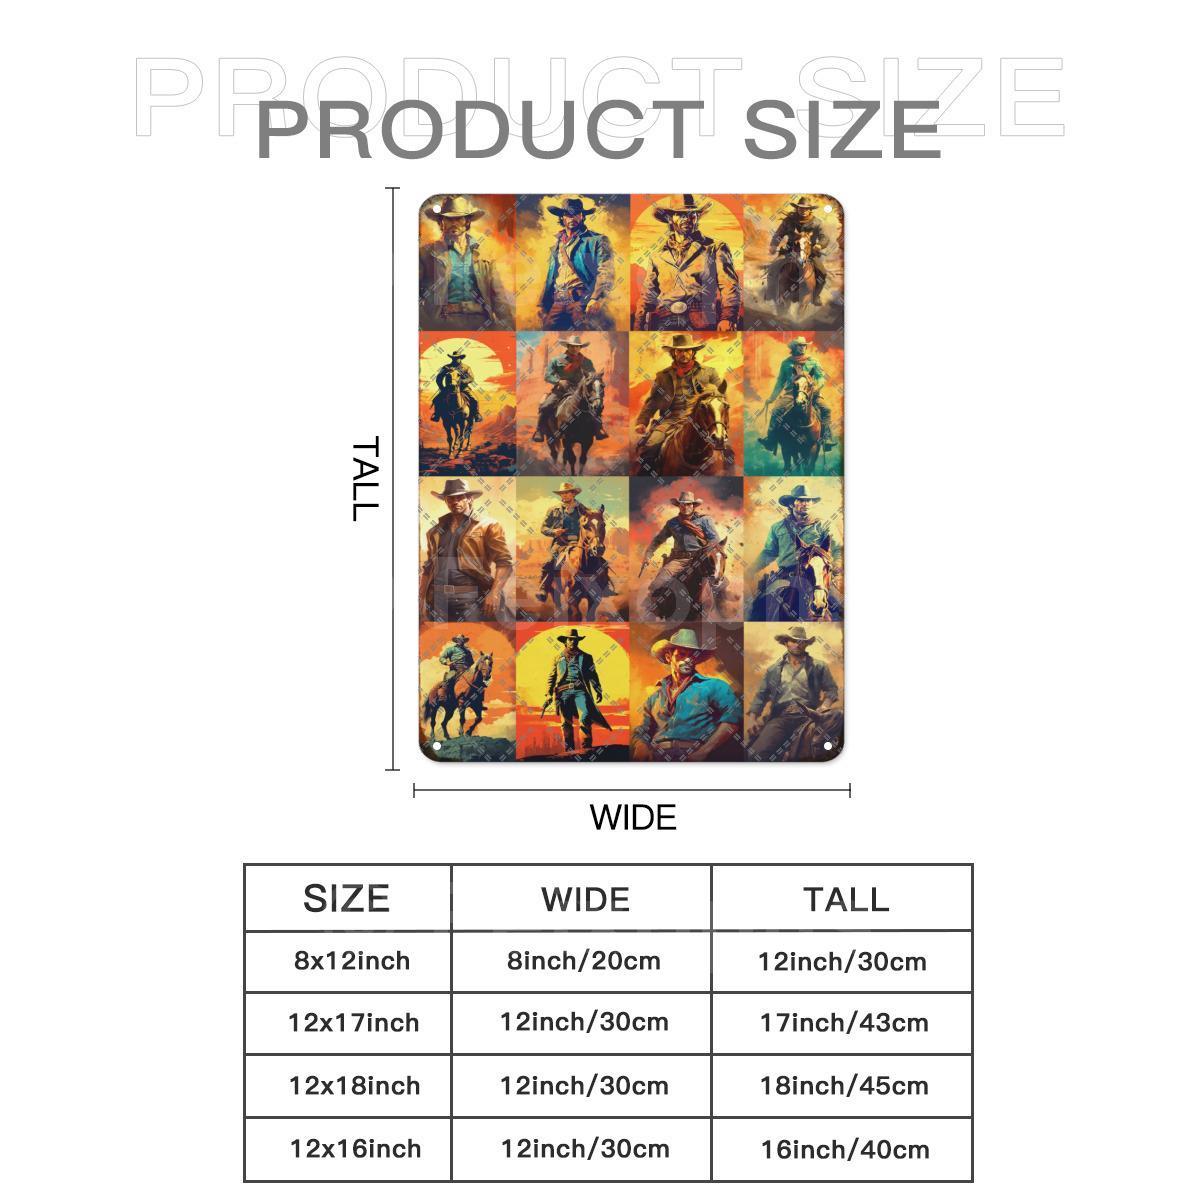 PRODUCT SIZE
PRODUCT SIZE
TALL
WIDE
SIZE WIDE TALL
8x12inch 8inch/20cm 12inch/30cm
12x17inch 12inch/30cm 17inch/43cm
12x18inch 12inch/30cm 18inch/45cm
12x16inch 12inch/30cm 16inch/40cm